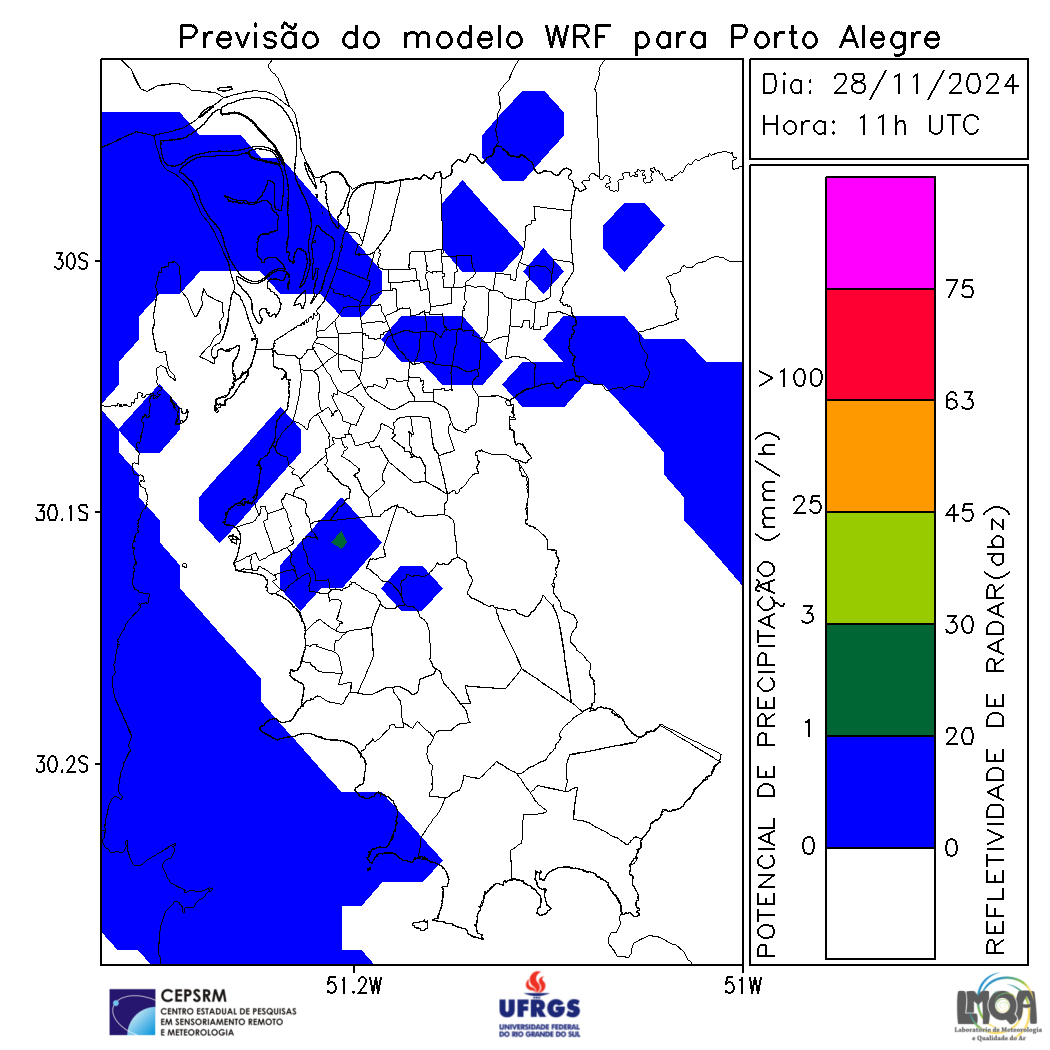 Previsão do modelo WRF para Porto Alegre
Dia: 28/11/2024
Hora: 11h UTC
30S
30.1S
30.2S
51.2W
51W
POTENCIAL DE PRECIPITAÇÃO (mm/h)
>100
25
3
1
0
75
63
45
30
20
0
REFLETIVIDADE DE RADAR(dbz)
CEPSRM
CENTRO ESTADUAL DE PESQUISAS
EM SENSORIAMENTO REMOTO
E METEOROLOGIA
UFRGS
UNIVERSIDADE FEDERAL
DO RIO GRANDE DO SUL
LMQA
Laboratório de Meteorologia
e Qualidade do Ar